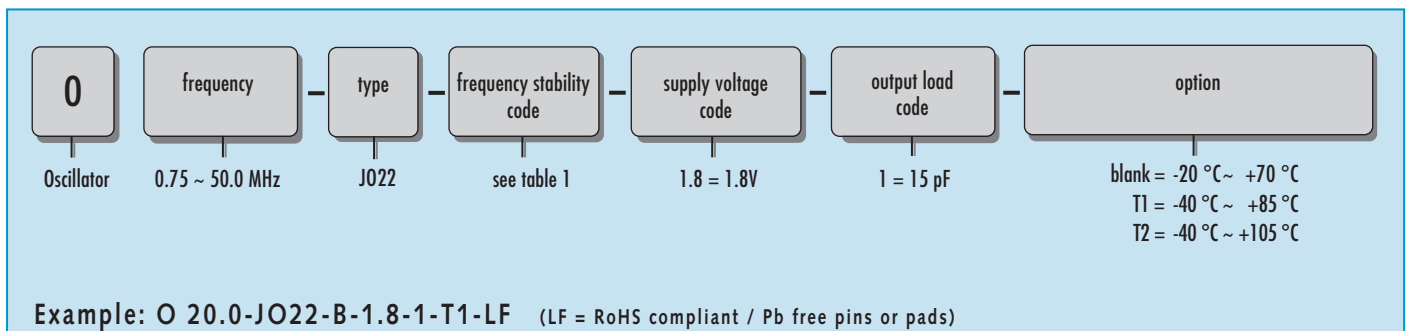 O
frequency
type
frequency stability
code
supply voltage
code
output load
code
option
Oscillator
0.75 ~ 50.0 MHz
JO22
see table 1
1.8 = 1.8V
1 = 15 pF
blank = -20 °C~ +70 °C
T1 = -40 °C ~ +85 °C
T2 = -40 °C ~ +105 °C
Example: O 20.0-JO22-B-1.8-1-T1-LF (LF = RoHS compliant / Pb free pins or pads)